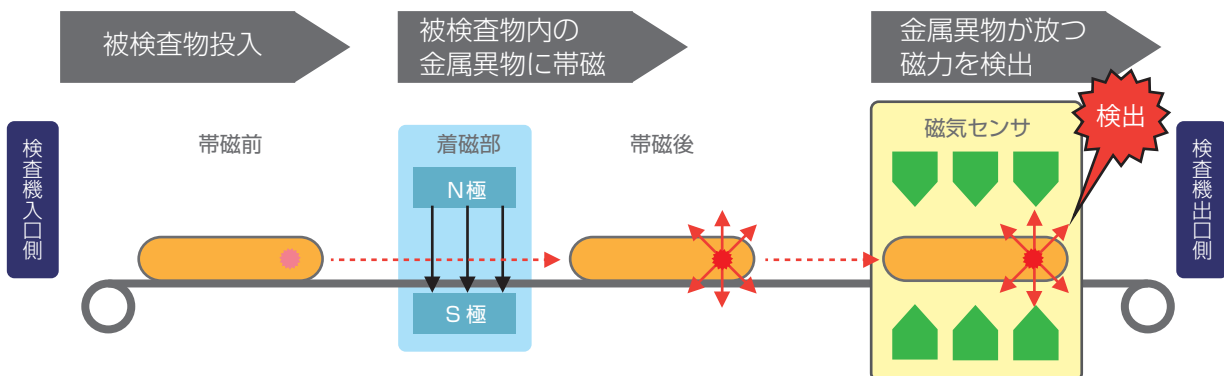 被検査物投入
被検査物内の
金属異物に帯磁
金属異物が放つ
磁力を検出
検査機入口側
帯磁前
着磁部
N極
S極
帯磁後
磁気センサ
検出
検査機出口側